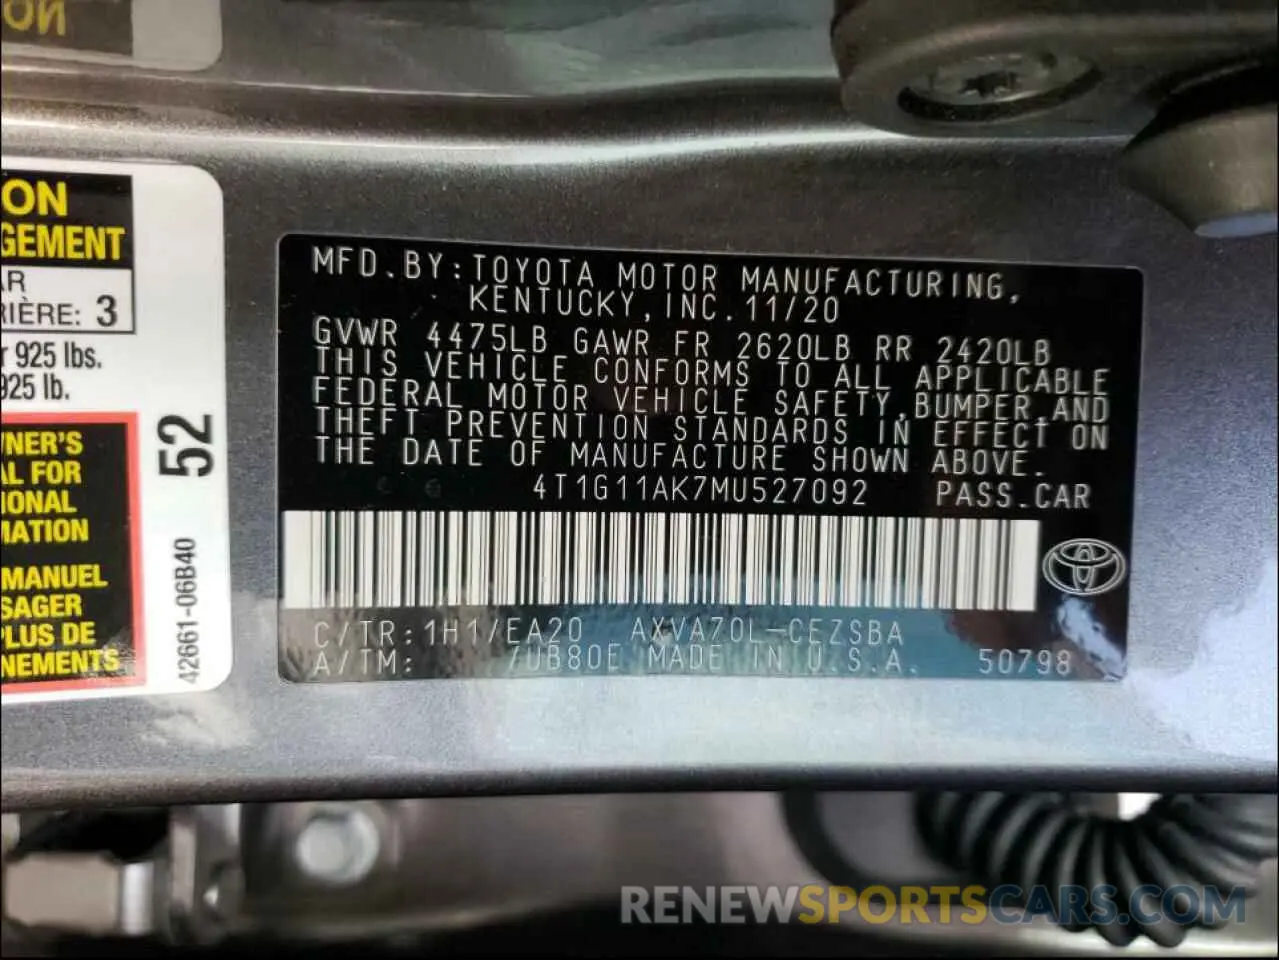 ON
ON
GEMENT
AR
RIÈRE: 3
r 925 lbs.
925 lb.
WNER'S
AL FOR
IONAL
MATION
MANUEL
SAGER
PLUS DE
NEMENTS
52
42661-06B40
MFD.BY:TOYOTA MOTOR MANUFACTURING,
KENTUCKY,INC.11/20
GVWR 4475LB GAWR FR 2620LB RR 2420LB
THIS VEHICLE CONFORMS TO ALL APPLICABLE
FEDERAL MOTOR VEHICLE SAFETY,BUMPER,AND
THEFT PREVENTION STANDARDS IN EFFECT ON
THE DATE OF MANUFACTURE SHOWN ABOVE.
4T1G11AK7MU527092 PASS.CAR
C/TR:1H1/EA20 AXVA70L-CEZSBA
A/TM: /UB80E MADE IN U.S.A. 50798
RENEWSPORTSCARS.COM